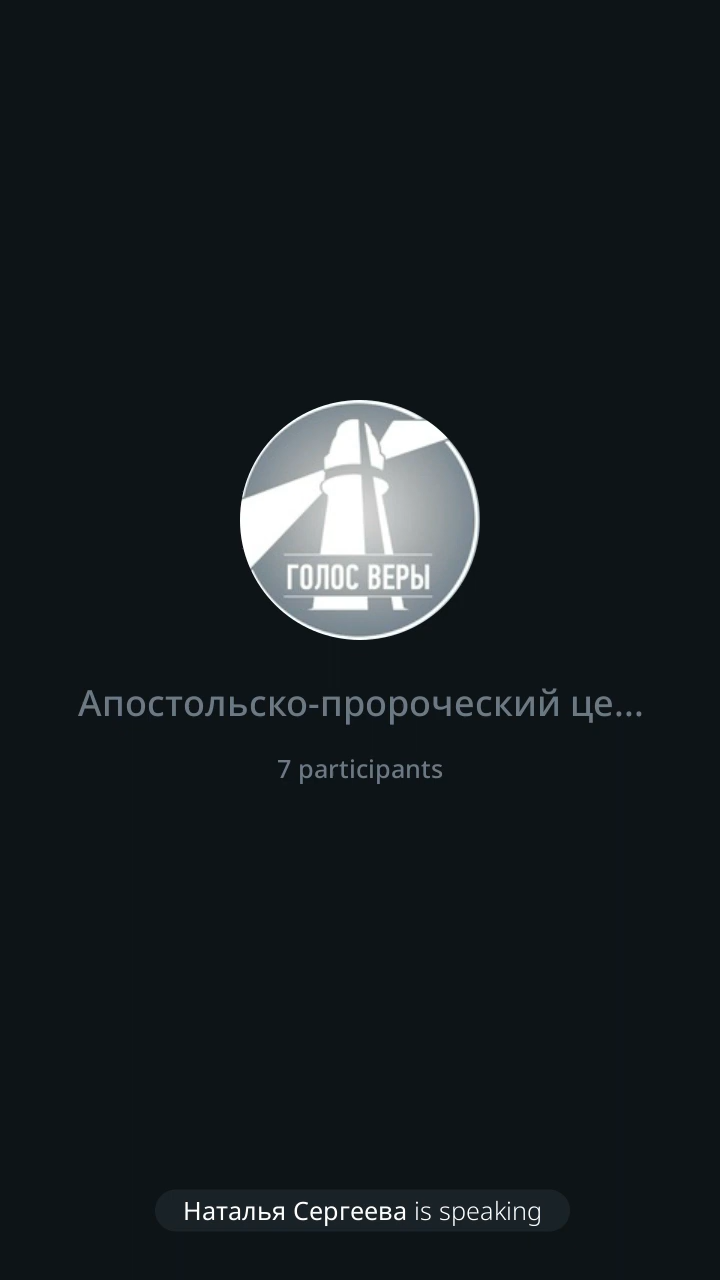 ГОЛОС ВЕРЫ
Апостольско-пророческий це...
7 participants
Наталья Сергеева is speaking